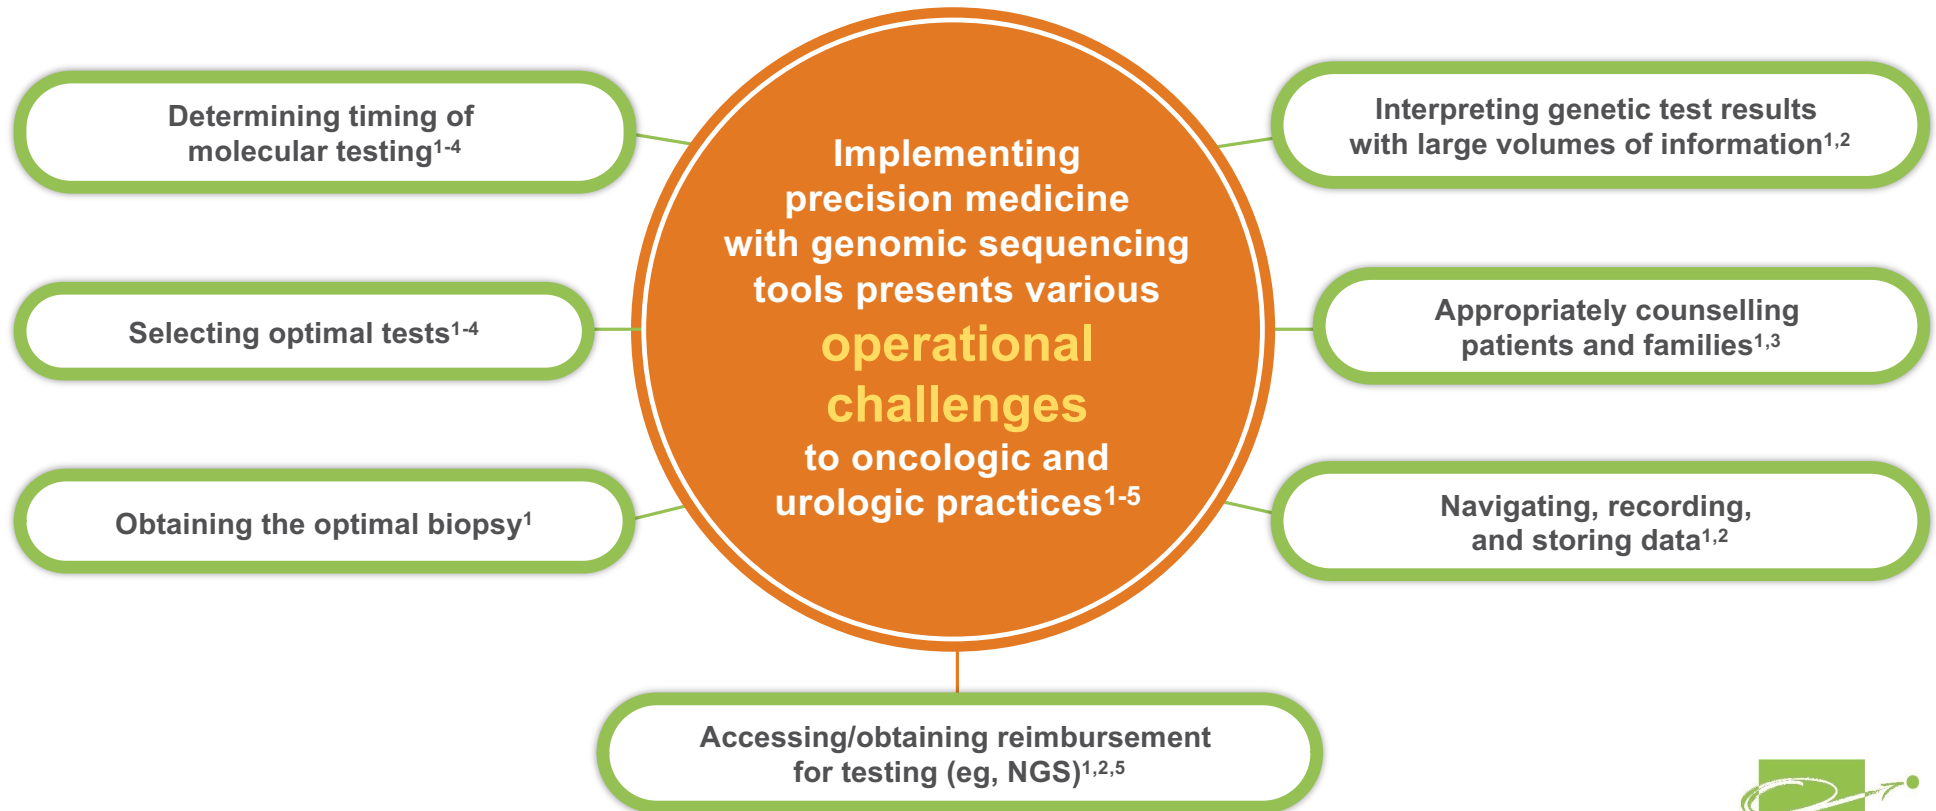 Determining timing of
molecular testing1-4
Selecting optimal tests1-4
Obtaining the optimal biopsy1
Implementing
precision medicine
with genomic sequencing
tools presents various
operational
challenges
to oncologic and
urologic practices1-5
Interpreting genetic test results
with large volumes of information1,2
Appropriately counselling
patients and families1,3
Navigating, recording,
and storing data1,2
Accessing/obtaining reimbursement
for testing (eg, NGS)1,2,5